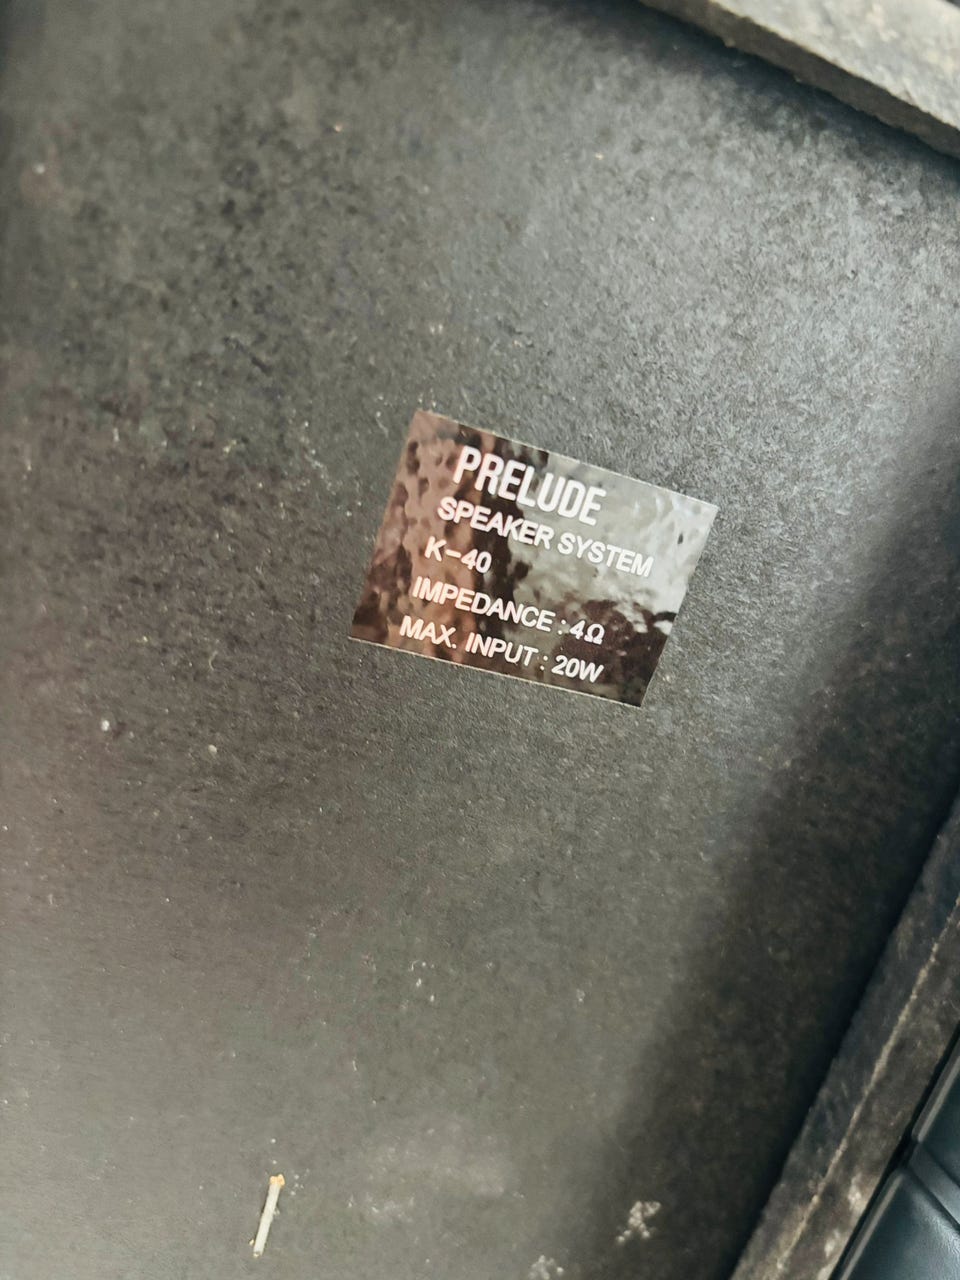 PRELUDE
SPEAKER SYSTEM
K-40
IMPEDANCE : 4Ω
MAX. INPUT : 20W